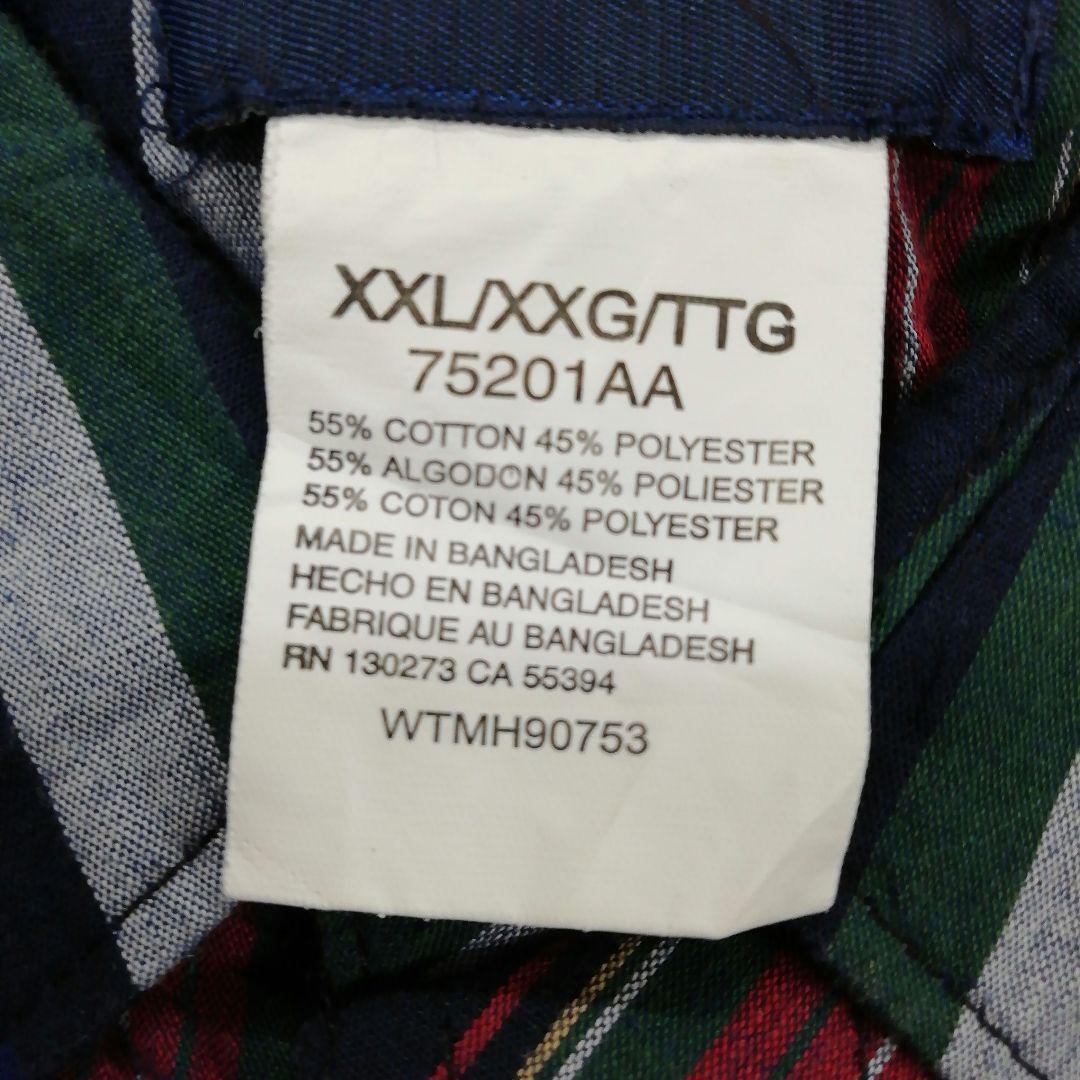 XXL/XXG/TTG
75201AA
55% COTTON 45% POLYESTER
55% ALGODON 45% POLIESTER
55% COTON 45% POLYESTER
MADE IN BANGLADESH
HECHO EN BANGLADESH
FABRIQUE AU BANGLADESH
RN 130273 CA 55394
WTMH90753